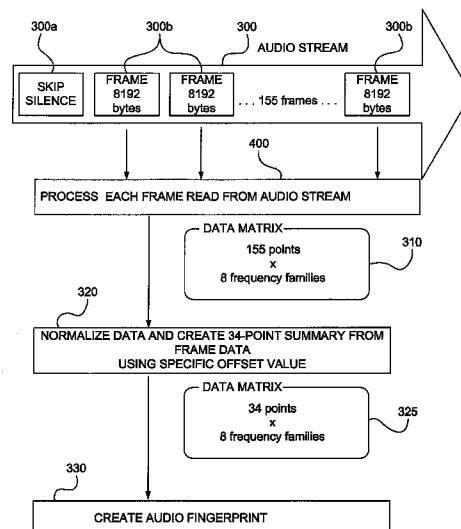 300a
300b
300
300b
AUDIO STREAM
SKIP
SILENCE
FRAME
8192
bytes
FRAME
8192
bytes
. . . 155 frames . . .
FRAME
8192
bytes
400
PROCESS EACH FRAME READ FROM AUDIO STREAM
DATA MATRIX
155 points
x
8 frequency families
310
320
NORMALIZE DATA AND CREATE 34-POINT SUMMARY FROM
FRAME DATA
USING SPECIFIC OFFSET VALUE
DATA MATRIX
34 points
x
8 frequency families
325
330
CREATE AUDIO FINGERPRINT